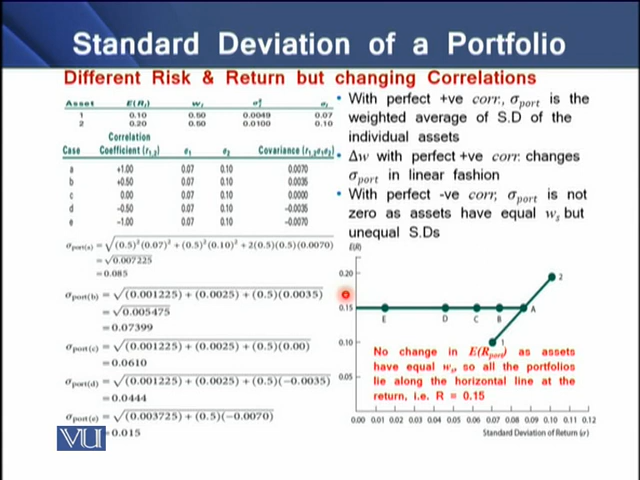 Standard Deviation of a Portfolio
Different Risk & Return but changing Correlations
Asset E(Rᵢ) wᵢ σ²ᵢ σᵢ
1 0.10 0.50 0.0049 0.07
2 0.20 0.50 0.0100 0.10
Correlation
Case Coefficient (r₁,₂) σ₁ σ₂ Covariance (r₁,₂σ₁σ₂)
a +1.00 0.07 0.10 0.0070
b +0.50 0.07 0.10 0.0035
c 0.00 0.07 0.10 0.0000
d -0.50 0.07 0.10 -0.0035
e -1.00 0.07 0.10 -0.0070
σport(a) = √(0.5)²(0.07)² + (0.5)²(0.10)² + 2(0.5)(0.5)(0.0070)
= √0.007225
= 0.085
σport(b) = √(0.001225) + (0.0025) + (0.5)(0.0035)
= √0.005475
= 0.07399
σport(c) = √(0.001225) + (0.0025) + (0.5)(0.00)
= 0.0610
σport(d) = √(0.001225) + (0.0025) + (0.5)(-0.0035)
= 0.0444
σport(e) = √(0.003725) + (0.5)(-0.0070)
= 0.015
VU
• With perfect +ve corr., σport is the
weighted average of S.D of the
individual assets
• Δw with perfect +ve corr. changes
σport in linear fashion
• With perfect -ve corr, σport is not
zero as assets have equal wₛ but
unequal S.Ds
E(R)
0.20
0.15
0.10
0.05
E D C B A
2
1
No change in E(Rport) as assets
have equal wₛ, so all the portfolios
lie along the horizontal line at the
return, i.e. R = 0.15
0.00 0.01 0.02 0.03 0.04 0.05 0.06 0.07 0.08 0.09 0.10 0.11 0.12
Standard Deviation of Return (σ)